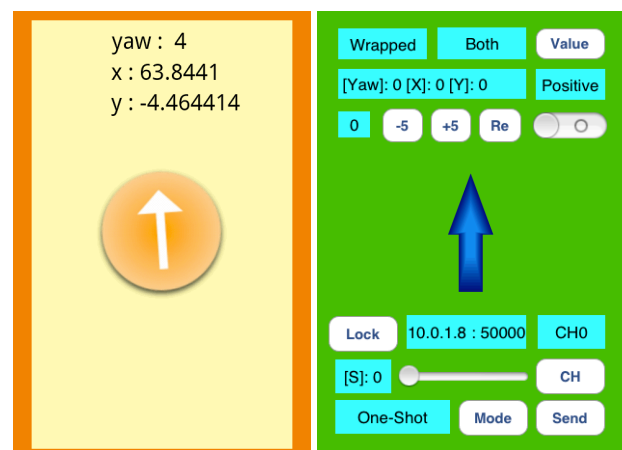 yaw :  4
x : 63.8441
y : -4.464414
Wrapped
Both
Value
[Yaw]: 0 [X]: 0 [Y]: 0
Positive
0
-5
+5
Re
Lock
10.0.1.8 : 50000
CH0
[S]: 0
CH
One-Shot
Mode
Send